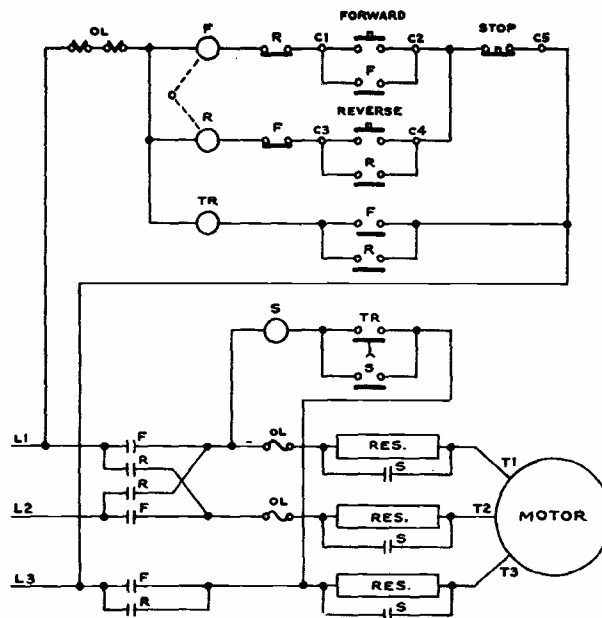 FORWARD
OL F R C1 C2 STOP C5
F
REVERSE
R F C3 C4
R
TR F
R
S TR
S
L1 F OL RES. T1
R S
R
L2 F OL RES. T2 MOTOR
S
T3
L3 F RES.
R S